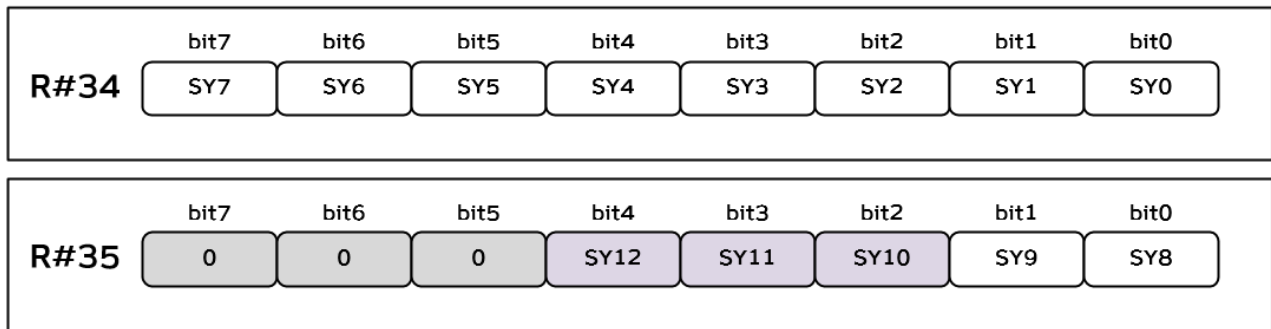 bit7 bit6 bit5 bit4 bit3 bit2 bit1 bit0
R#34 SY7 SY6 SY5 SY4 SY3 SY2 SY1 SY0
bit7 bit6 bit5 bit4 bit3 bit2 bit1 bit0
R#35 0 0 0 SY12 SY11 SY10 SY9 SY8